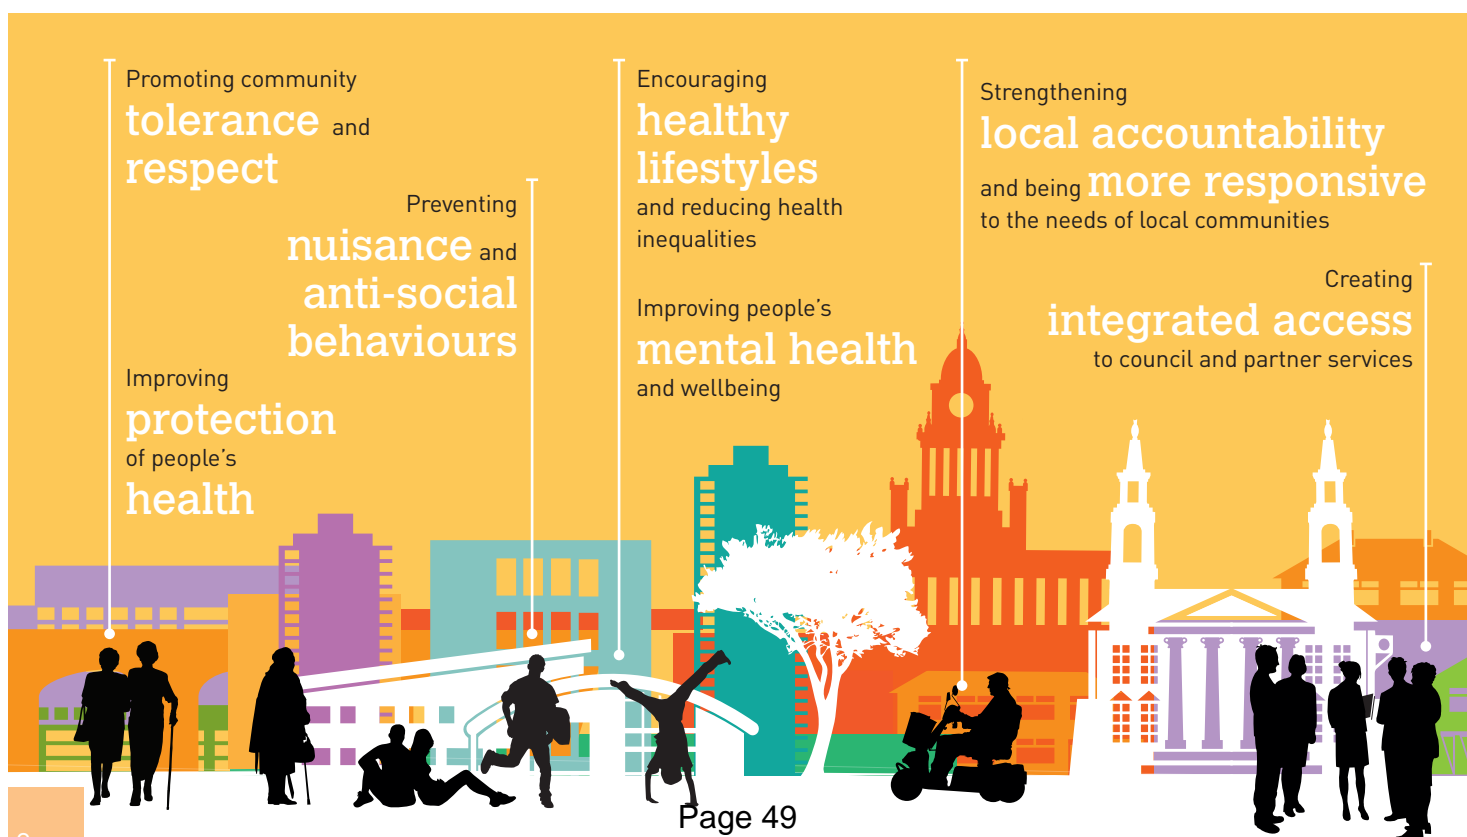 Promoting community
tolerance and
respect
Preventing
nuisance and
anti-social
behaviours
Improving
protection
of people's
health
Encouraging
healthy
lifestyles
and reducing health
inequalities
Improving people's
mental health
and wellbeing
Strengthening
local accountability
and being more responsive
to the needs of local communities
Creating
integrated access
to council and partner services
Page 49